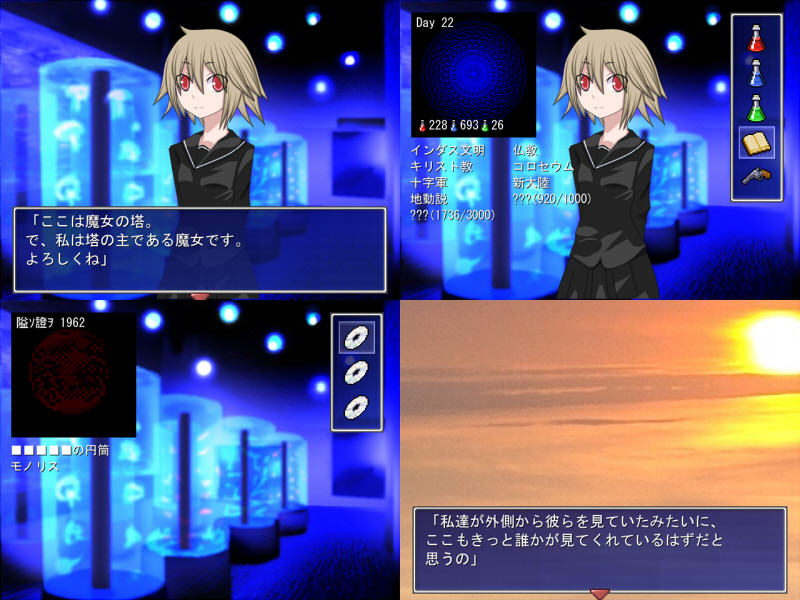 「ここは魔女の塔。
で、私は塔の主である魔女です。
よろしくね」
Day 22
228 693 26
インダス文明 仏教
キリスト教 コロセウム
十字軍 新大陸
地動説 ???(920/1000)
???(1736/3000)
隘ｿ證ｦ 1962
■■■■■の円筒
モノリス
「私達が外側から彼らを見ていたみたいに、
ここもきっと誰かが見てくれているはずだと
思うの」